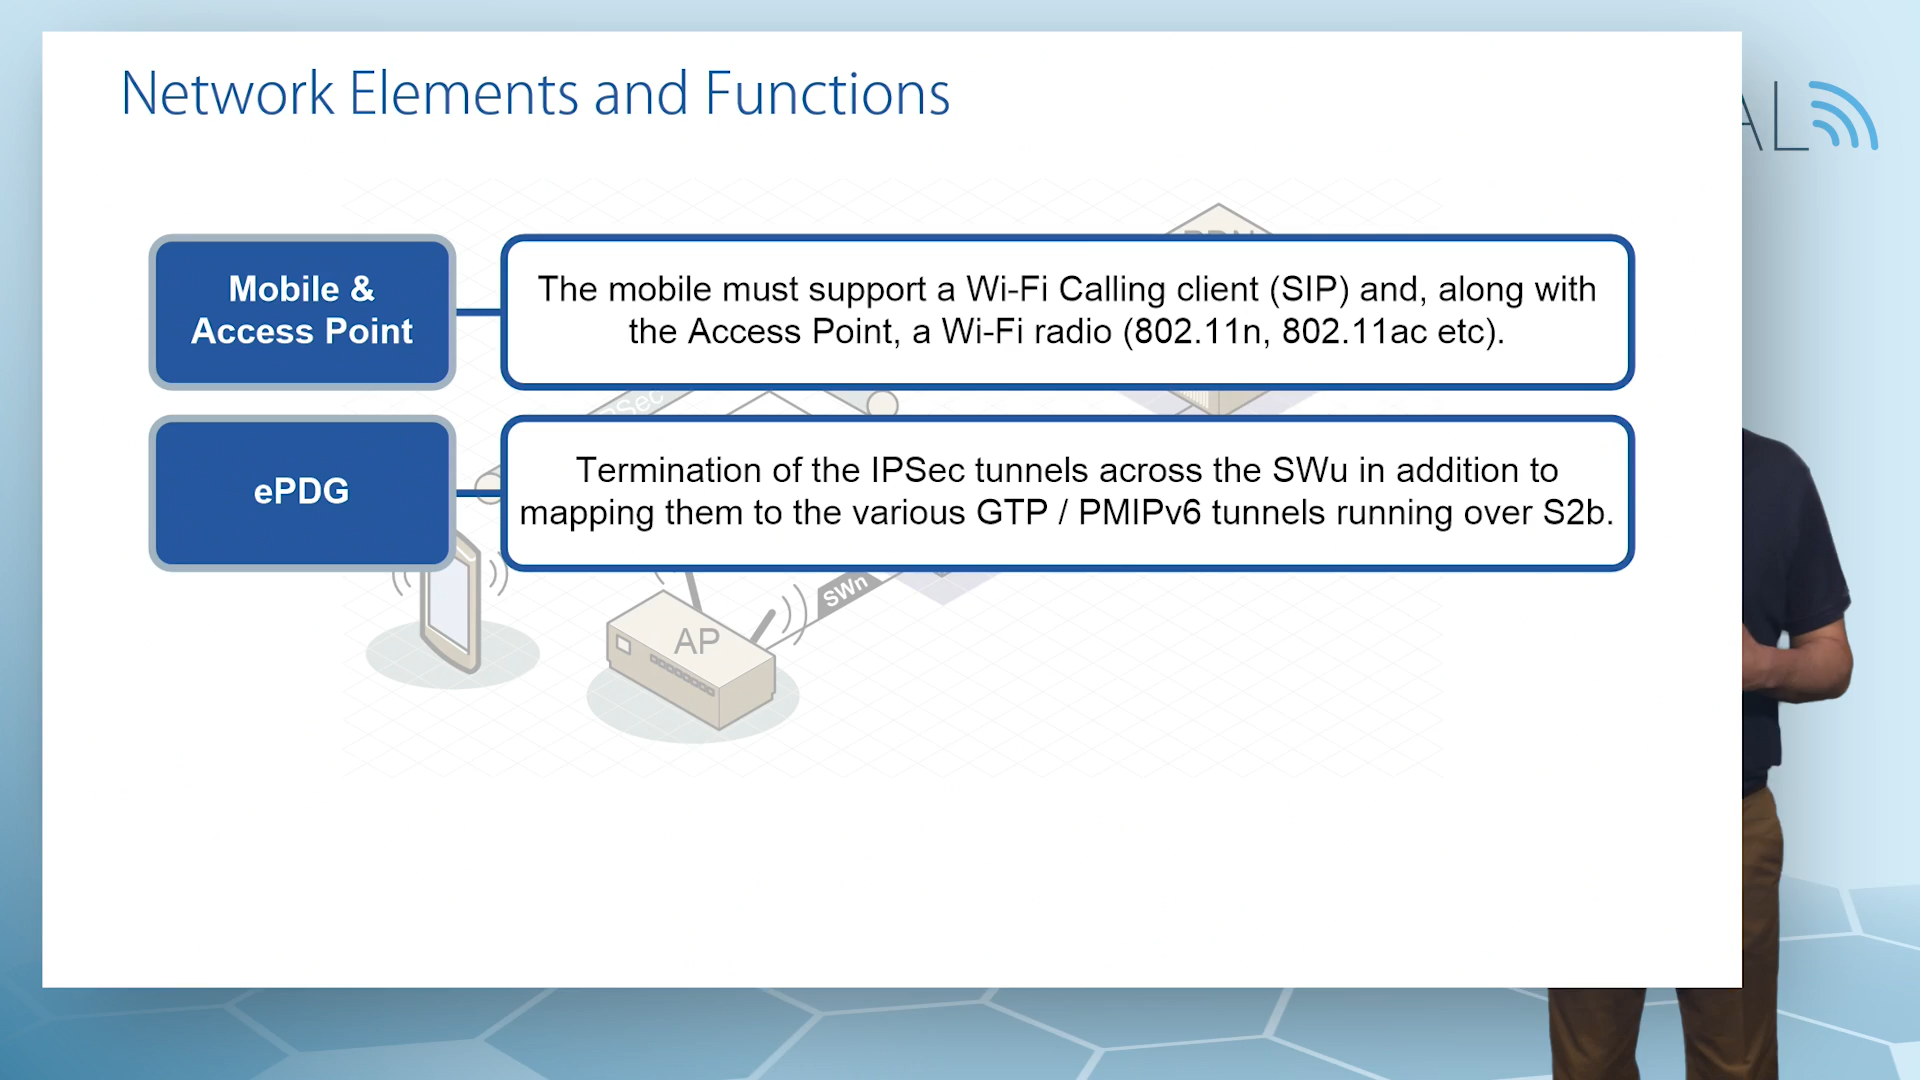 Network Elements and Functions
AL
Mobile &
Access Point
The mobile must support a Wi-Fi Calling client (SIP) and, along with
the Access Point, a Wi-Fi radio (802.11n, 802.11ac etc).
ePDG
Termination of the IPSec tunnels across the SWu in addition to
mapping them to the various GTP / PMIPv6 tunnels running over S2b.
SWn
AP